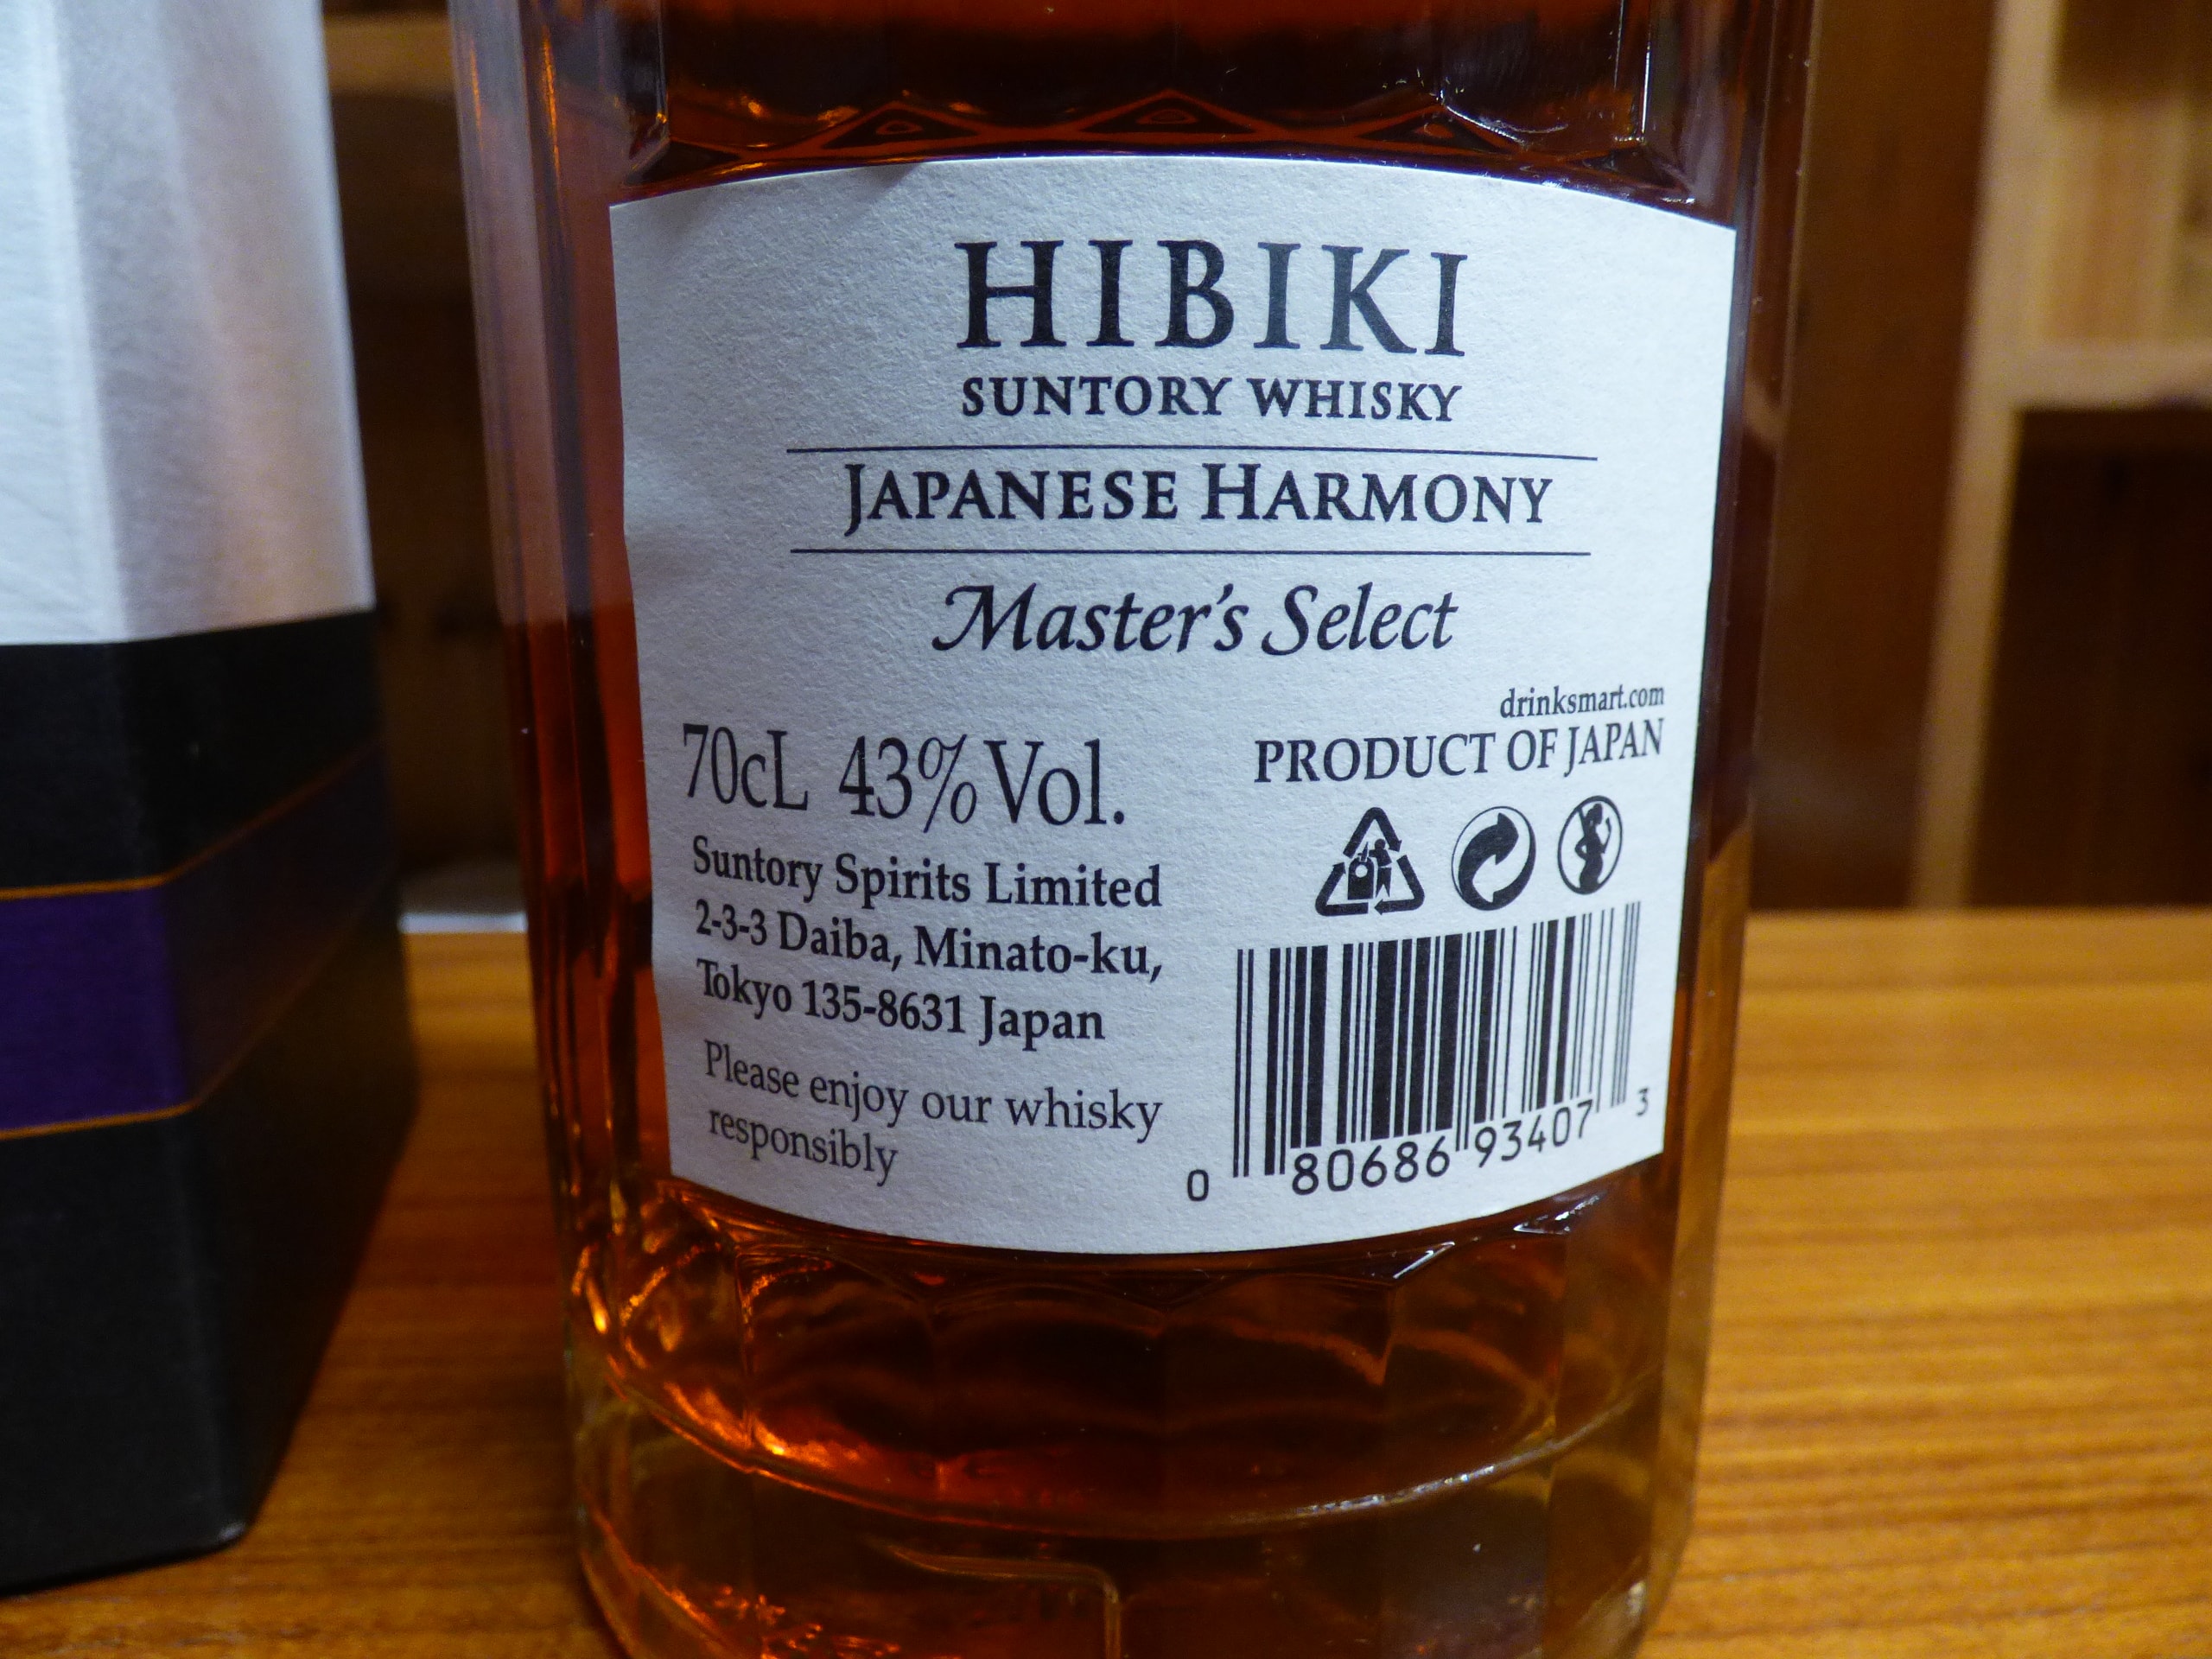 HIBIKI
SUNTORY WHISKY
JAPANESE HARMONY
Master's Select
drinksmart.com
70cL 43% Vol.
PRODUCT OF JAPAN
Suntory Spirits Limited
2-3-3 Daiba, Minato-ku,
Tokyo 135-8631 Japan
Please enjoy our whisky
responsibly
0 80686 93407 3